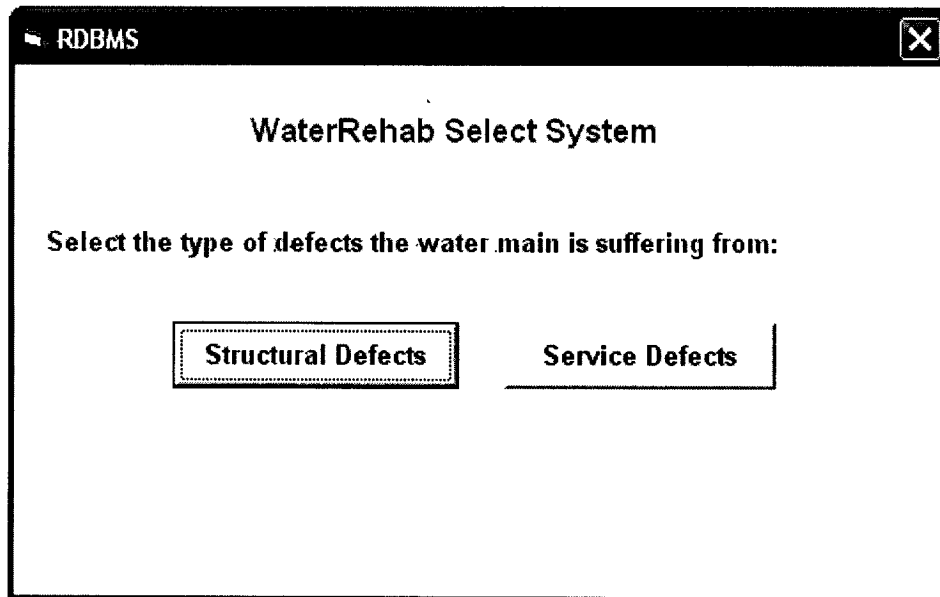 RDBMS
WaterRehab Select System
Select the type of defects the water main is suffering from:
Structural Defects Service Defects